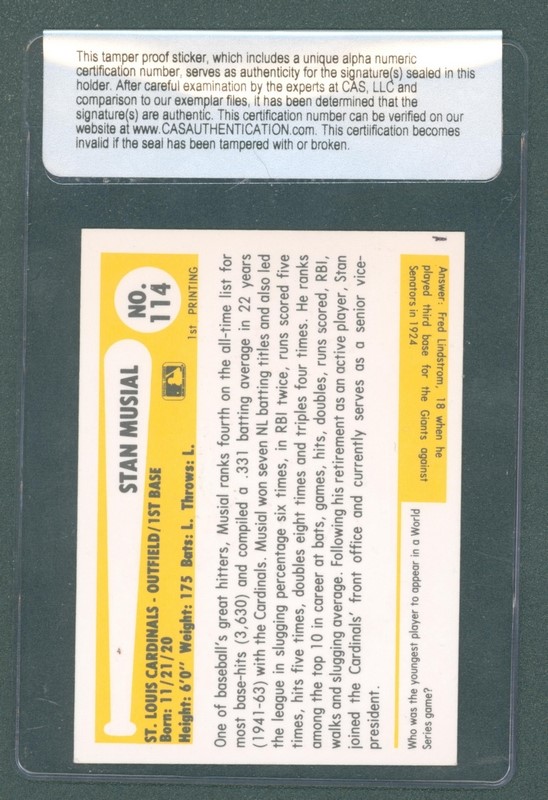 This tamper proof sticker, which includes a unique alpha numeric
certification number, serves as authenticity for the signature(s) sealed in this
holder. After careful examination by the experts at CAS, LLC and
comparison to our exemplar files, it has been determined that the
signature(s) are authentic. This certification number can be verified on our
website at www.CASAUTHENTICATION.com. This certification becomes
invalid if the seal has been tampered with or broken.
STAN MUSIAL
NO.
114
ST. LOUIS CARDINALS - OUTFIELD/1ST BASE
Born: 11/21/20
Height: 6'0" Weight: 175 Bats: L. Throws: L.
1st PRINTING
One of baseball's great hitters, Musial ranks fourth on the all-time list for
most base-hits (3,630) and compiled a .331 batting average in 22 years
(1941-63) with the Cardinals. Musial won seven NL batting titles and also led
the league in slugging percentage six times, in RBI twice, runs scored five
times, hits five times, doubles eight times and triples four times. He ranks
among the top 10 in career at bats, games, hits, doubles, runs scored, RBI,
walks and slugging average. Following his retirement as an active player, Stan
joined the Cardinals' front office and currently serves as a senior vice-
president.
Who was the youngest player to appear in a World
Series game?
Answer: Fred Lindstrom, 18 when he
played third base for the Giants against
Senators in 1924